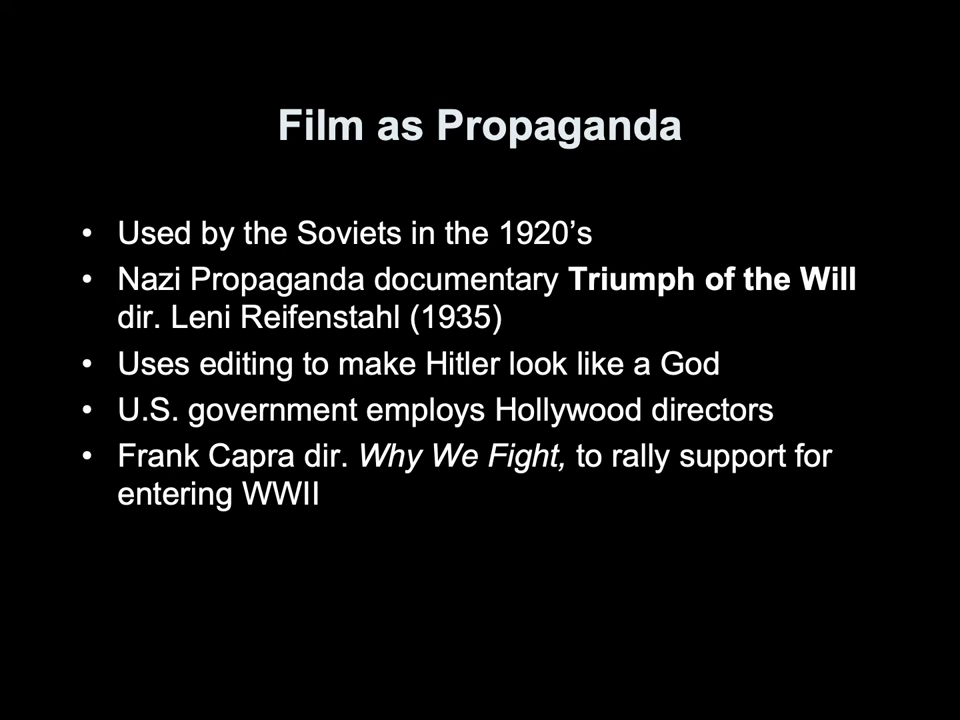 Film as Propaganda
• Used by the Soviets in the 1920’s
• Nazi Propaganda documentary Triumph of the Will
dir. Leni Reifenstahl (1935)
• Uses editing to make Hitler look like a God
• U.S. government employs Hollywood directors
• Frank Capra dir. Why We Fight, to rally support for
entering WWII